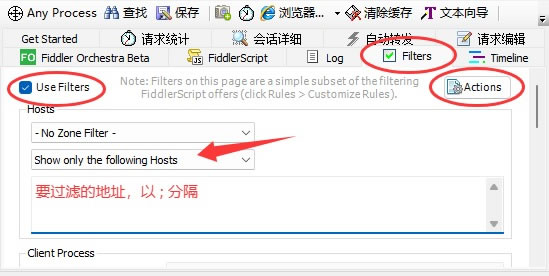 Any Process 查找 保存 浏览器... 清除缓存 文本向导
Get Started 请求统计 会话详细 自动转发 请求编辑
FO Fiddler Orchestra Beta FiddlerScript Log Filters Timeline
Use Filters Note: Filters on this page are a simple subset of the filtering Actions
FiddlerScript offers (click Rules > Customize Rules).
Hosts
- No Zone Filter -
Show only the following Hosts
要过滤的地址，以 ; 分隔
Client Process